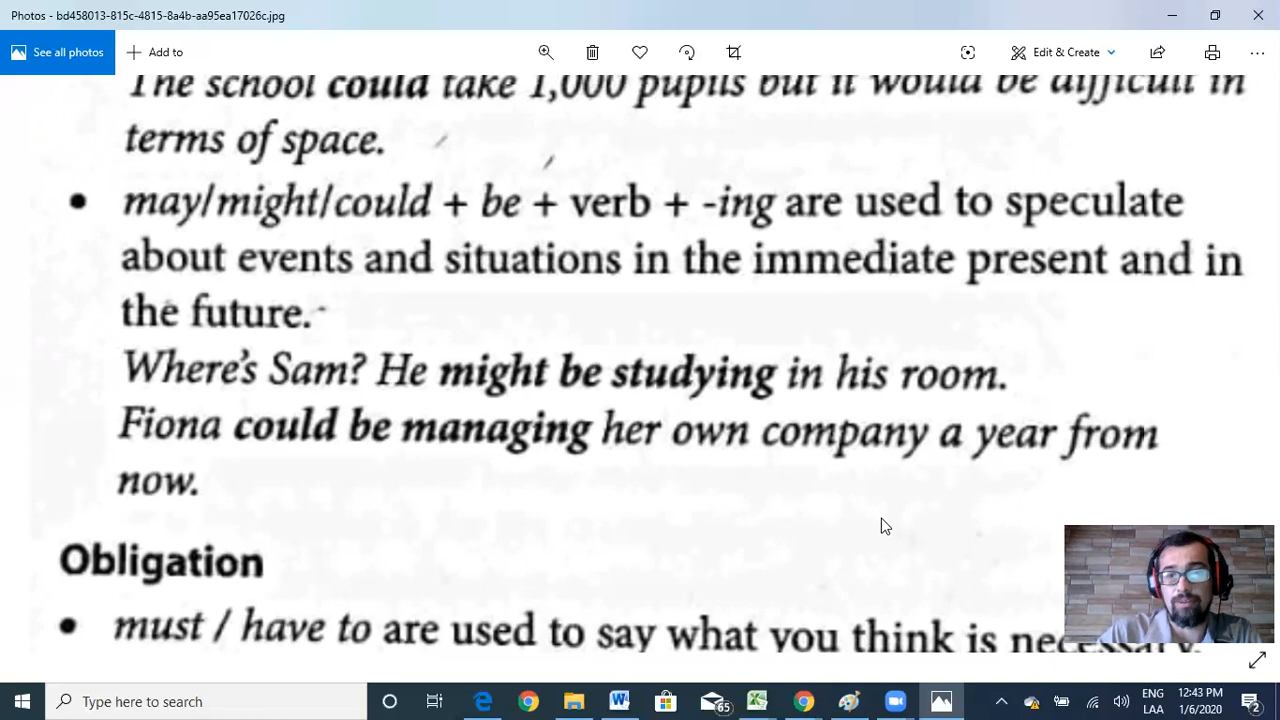 Photos - bd458013-815c-4815-8a4b-aa95ea17026c.jpg
See all photos
Add to
Edit & Create
The school could take 1,000 pupils but it would be difficult in
terms of space.
• may/might/could + be + verb + -ing are used to speculate
about events and situations in the immediate present and in
the future.
Where's Sam? He might be studying in his room.
Fiona could be managing her own company a year from
now.
Obligation
• must / have to are used to say what you think is necessary.
Type here to search
65
ENG
LAA
12:43 PM
1/6/2020
2